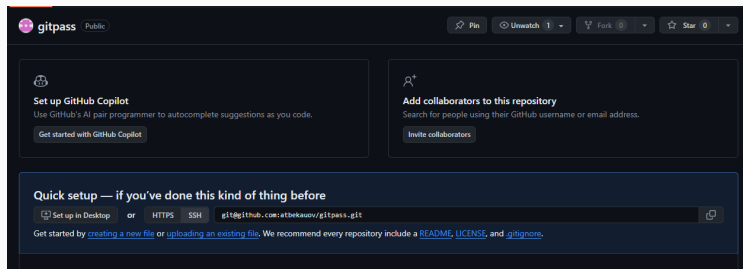 gitpass Public Pin Unwatch 1 Fork 0 Star 0
Set up GitHub Copilot
Use GitHub's AI pair programmer to autocomplete suggestions as you code.
Get started with GitHub Copilot
Add collaborators to this repository
Search for people using their GitHub username or email address.
Invite collaborators
Quick setup — if you've done this kind of thing before
Set up in Desktop or HTTPS SSH git@github.com:atbekauov/gitpass.git
Get started by creating a new file or uploading an existing file. We recommend every repository include a README, LICENSE, and .gitignore.